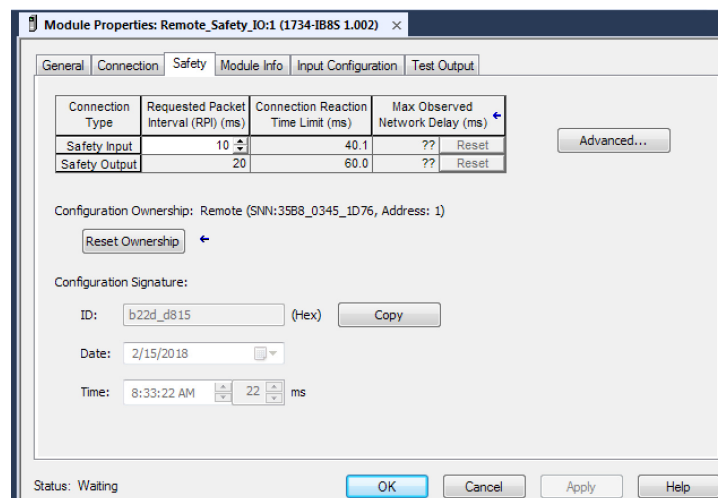 Module Properties: Remote_Safety_IO:1 (1734-IB8S 1.002) ×
General Connection Safety Module Info Input Configuration Test Output
Connection Type Requested Packet Interval (RPI) (ms) Connection Reaction Time Limit (ms) Max Observed Network Delay (ms)
Safety Input 10 40.1 ?? Reset
Safety Output 20 60.0 ?? Reset
Advanced...
Configuration Ownership: Remote (SNN:35B8_0345_1D76, Address: 1)
Reset Ownership
Configuration Signature:
ID: b22d_d815 (Hex) Copy
Date: 2/15/2018
Time: 8:33:22 AM 22 ms
Status: Waiting OK Cancel Apply Help